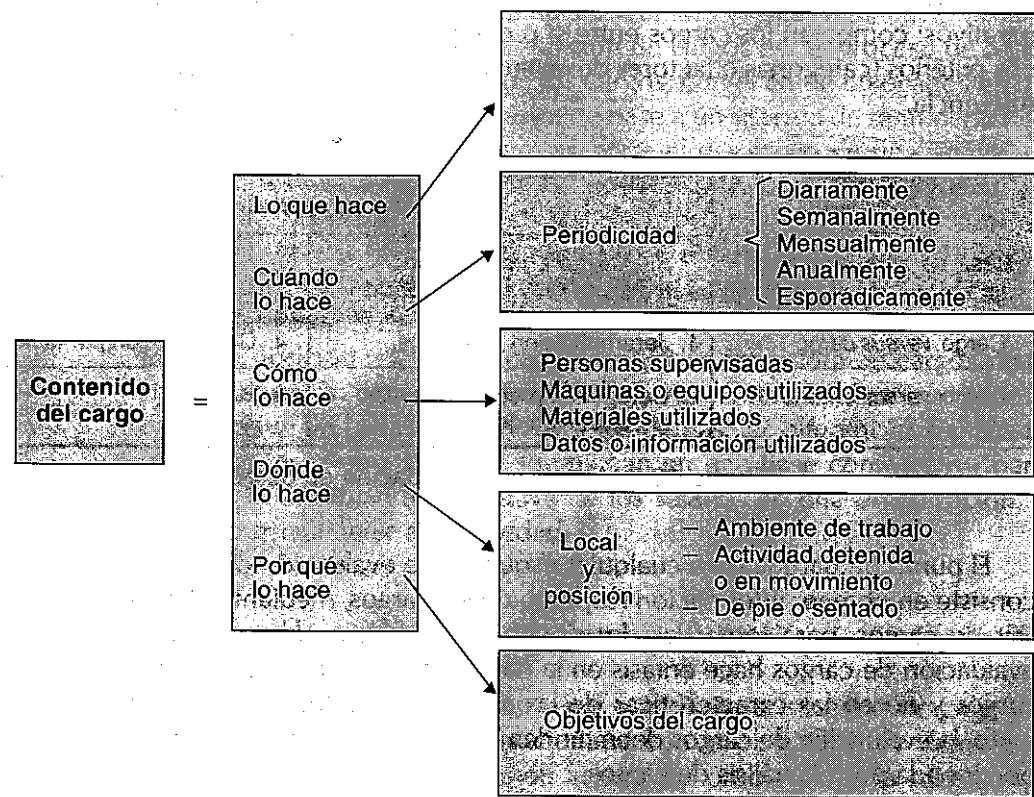 Contenido
del cargo
=
Lo que hace
Cuándo
lo hace
Cómo
lo hace
Dónde
lo hace
Por qué
lo hace
Periodicidad
Diariamente
Semanalmente
Mensualmente
Anualmente
Esporádicamente
Personas supervisadas
Máquinas o equipos utilizados
Materiales utilizados
Datos o información utilizados
Local
y
posición
– Ambiente de trabajo
– Actividad detenida
o en movimiento
– De pie o sentado
Objetivos del cargo